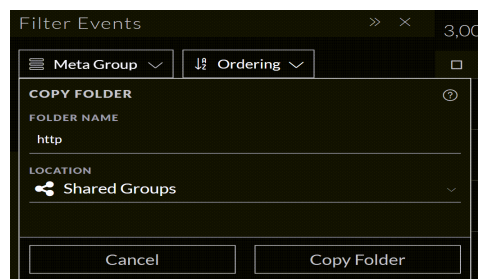 Filter Events
3,00
Meta Group
Ordering
COPY FOLDER
FOLDER NAME
http
LOCATION
Shared Groups
Cancel
Copy Folder